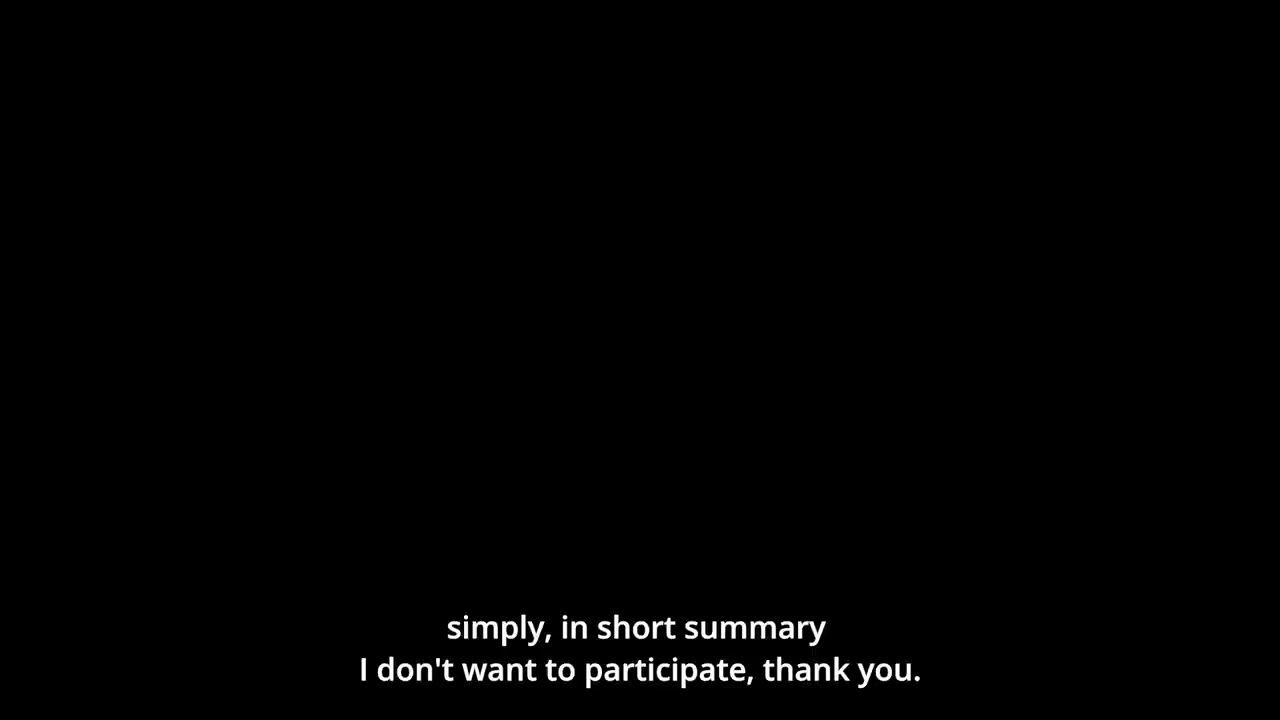 simply, in short summary
I don't want to participate, thank you.